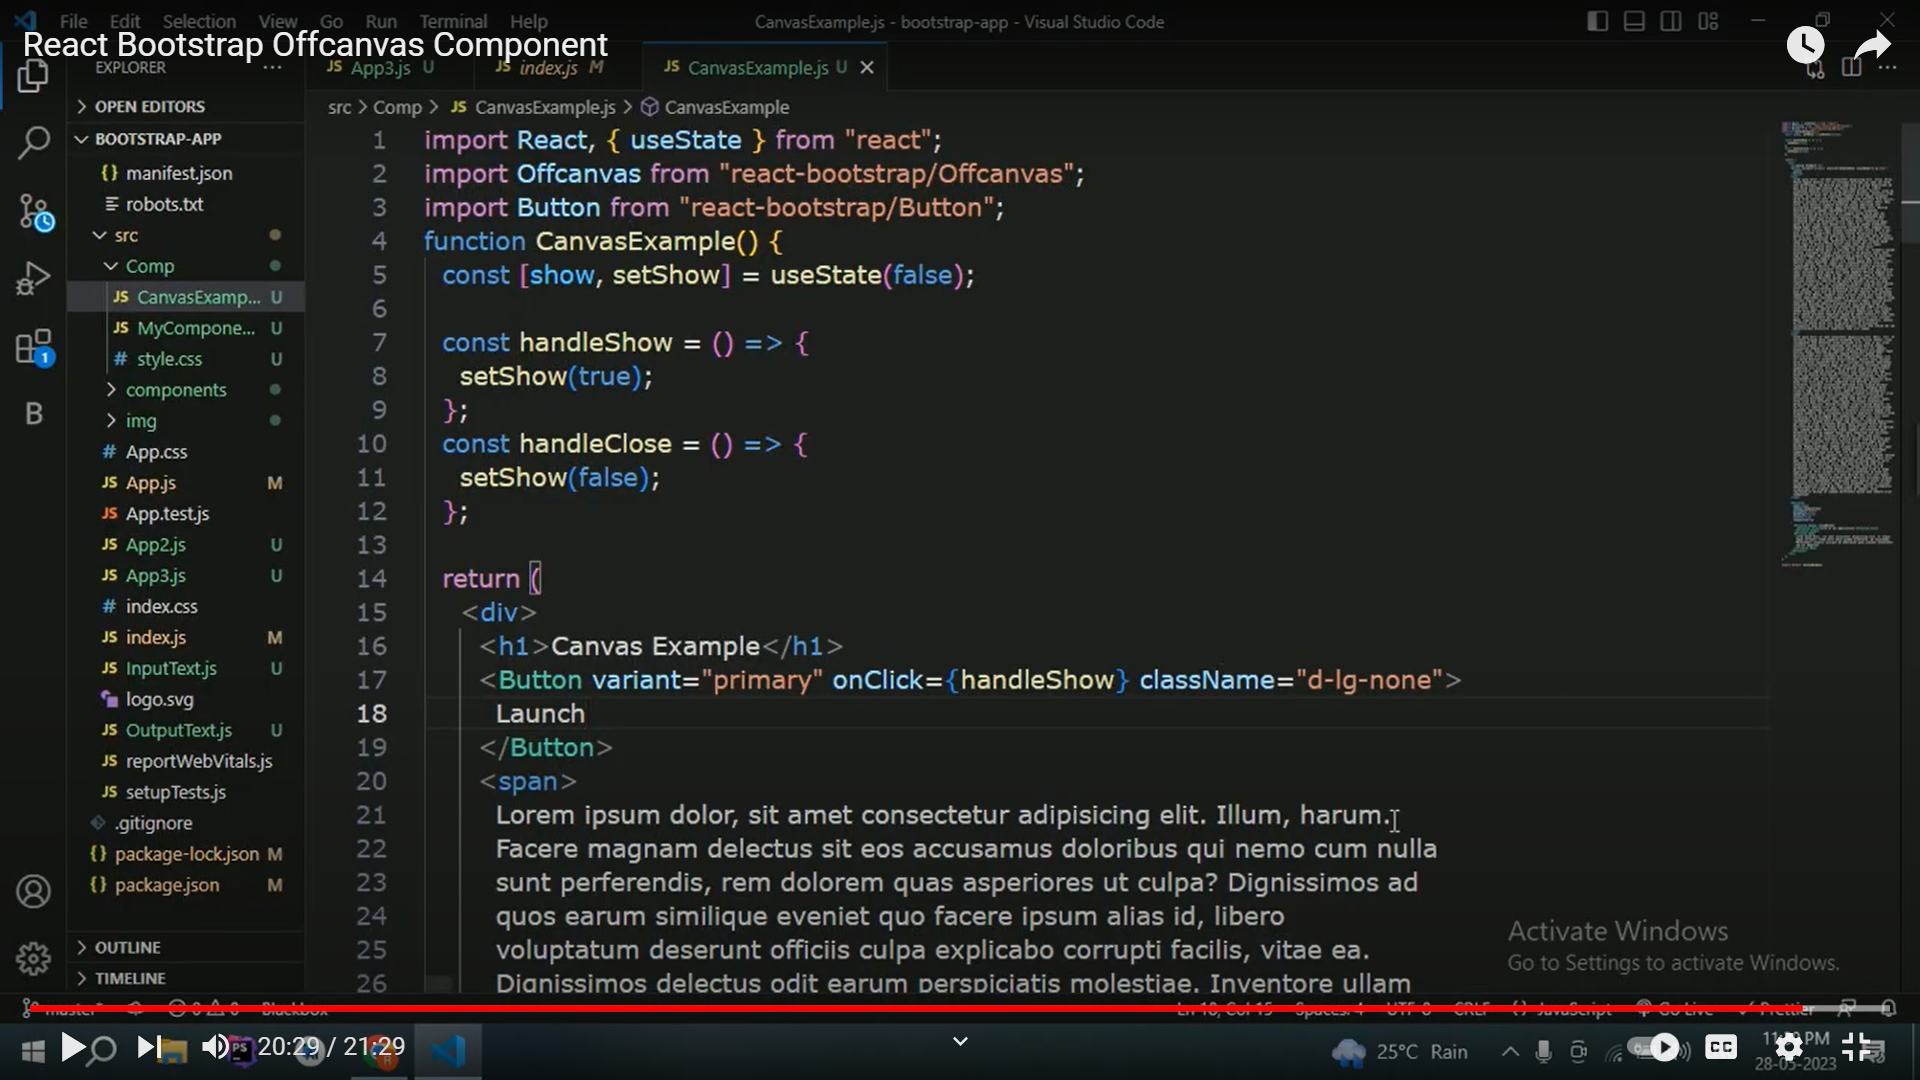 File Edit Selection View Go Run Terminal Help
CanvasExample.js - bootstrap-app - Visual Studio Code
React Bootstrap Offcanvas Component
EXPLORER
JS App3.js U
JS index.js M
JS CanvasExample.js U
OPEN EDITORS
BOOTSTRAP-APP
{} manifest.json
robots.txt
src
Comp
JS CanvasExamp... U
JS MyCompone... U
# style.css U
components
img
# App.css
JS App.js M
JS App.test.js
JS App2.js U
JS App3.js U
# index.css
JS index.js M
JS InputText.js U
logo.svg
JS OutputText.js U
JS reportWebVitals.js
JS setupTests.js
.gitignore
{} package-lock.json M
{} package.json M
OUTLINE
TIMELINE
1
B
src > Comp > JS CanvasExample.js > CanvasExample
1 import React, { useState } from "react";
2 import Offcanvas from "react-bootstrap/Offcanvas";
3 import Button from "react-bootstrap/Button";
4 function CanvasExample() {
5 const [show, setShow] = useState(false);
6
7 const handleShow = () => {
8 setShow(true);
9 };
10 const handleClose = () => {
11 setShow(false);
12 };
13
14 return (
15 <div>
16 <h1>Canvas Example</h1>
17 <Button variant="primary" onClick={handleShow} className="d-lg-none">
18 Launch
19 </Button>
20 <span>
21 Lorem ipsum dolor, sit amet consectetur adipisicing elit. Illum, harum.
22 Facere magnam delectus sit eos accusamus doloribus qui nemo cum nulla
23 sunt perferendis, rem dolorem quas asperiores ut culpa? Dignissimos ad
24 quos earum similique eveniet quo facere ipsum alias id, libero
25 voluptatum deserunt officiis culpa explicabo corrupti facilis, vitae ea.
26 Dignissimos delectus odit earum perspiciatis molestiae. Inventore ullam
Activate Windows
Go to Settings to activate Windows.
20:29 / 21:29
25°C Rain
CC
PM
28-05-2023